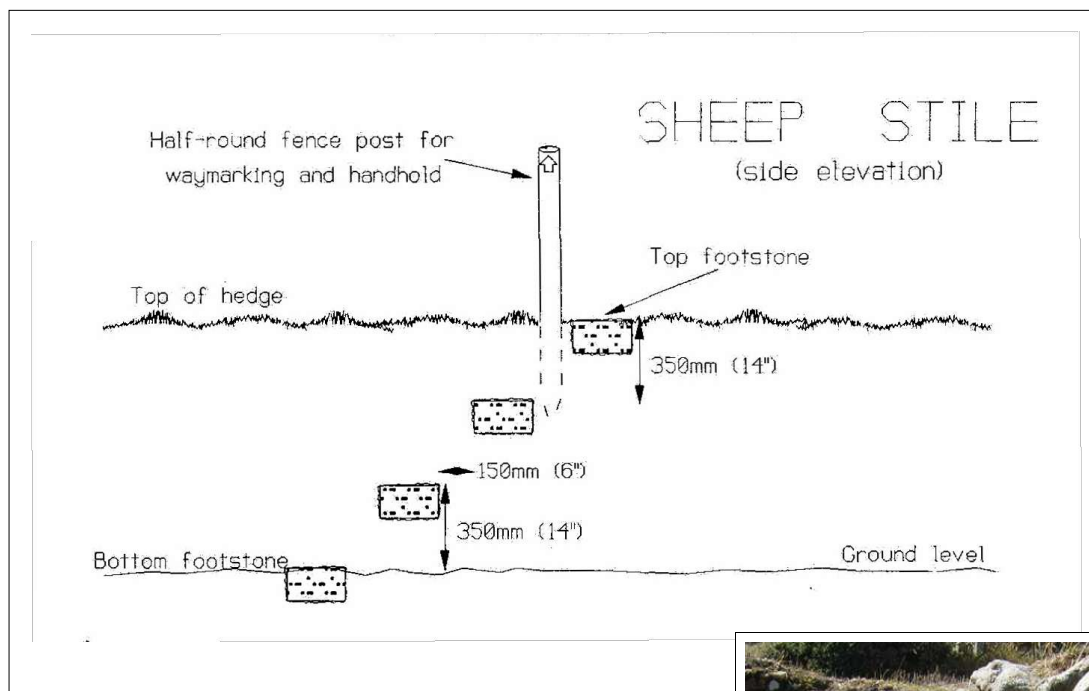 SHEEP STILE
(side elevation)
Half-round fence post for
waymarking and handhold
Top footstone
Top of hedge
350mm (14")
150mm (6")
350mm (14")
Bottom footstone
Ground level